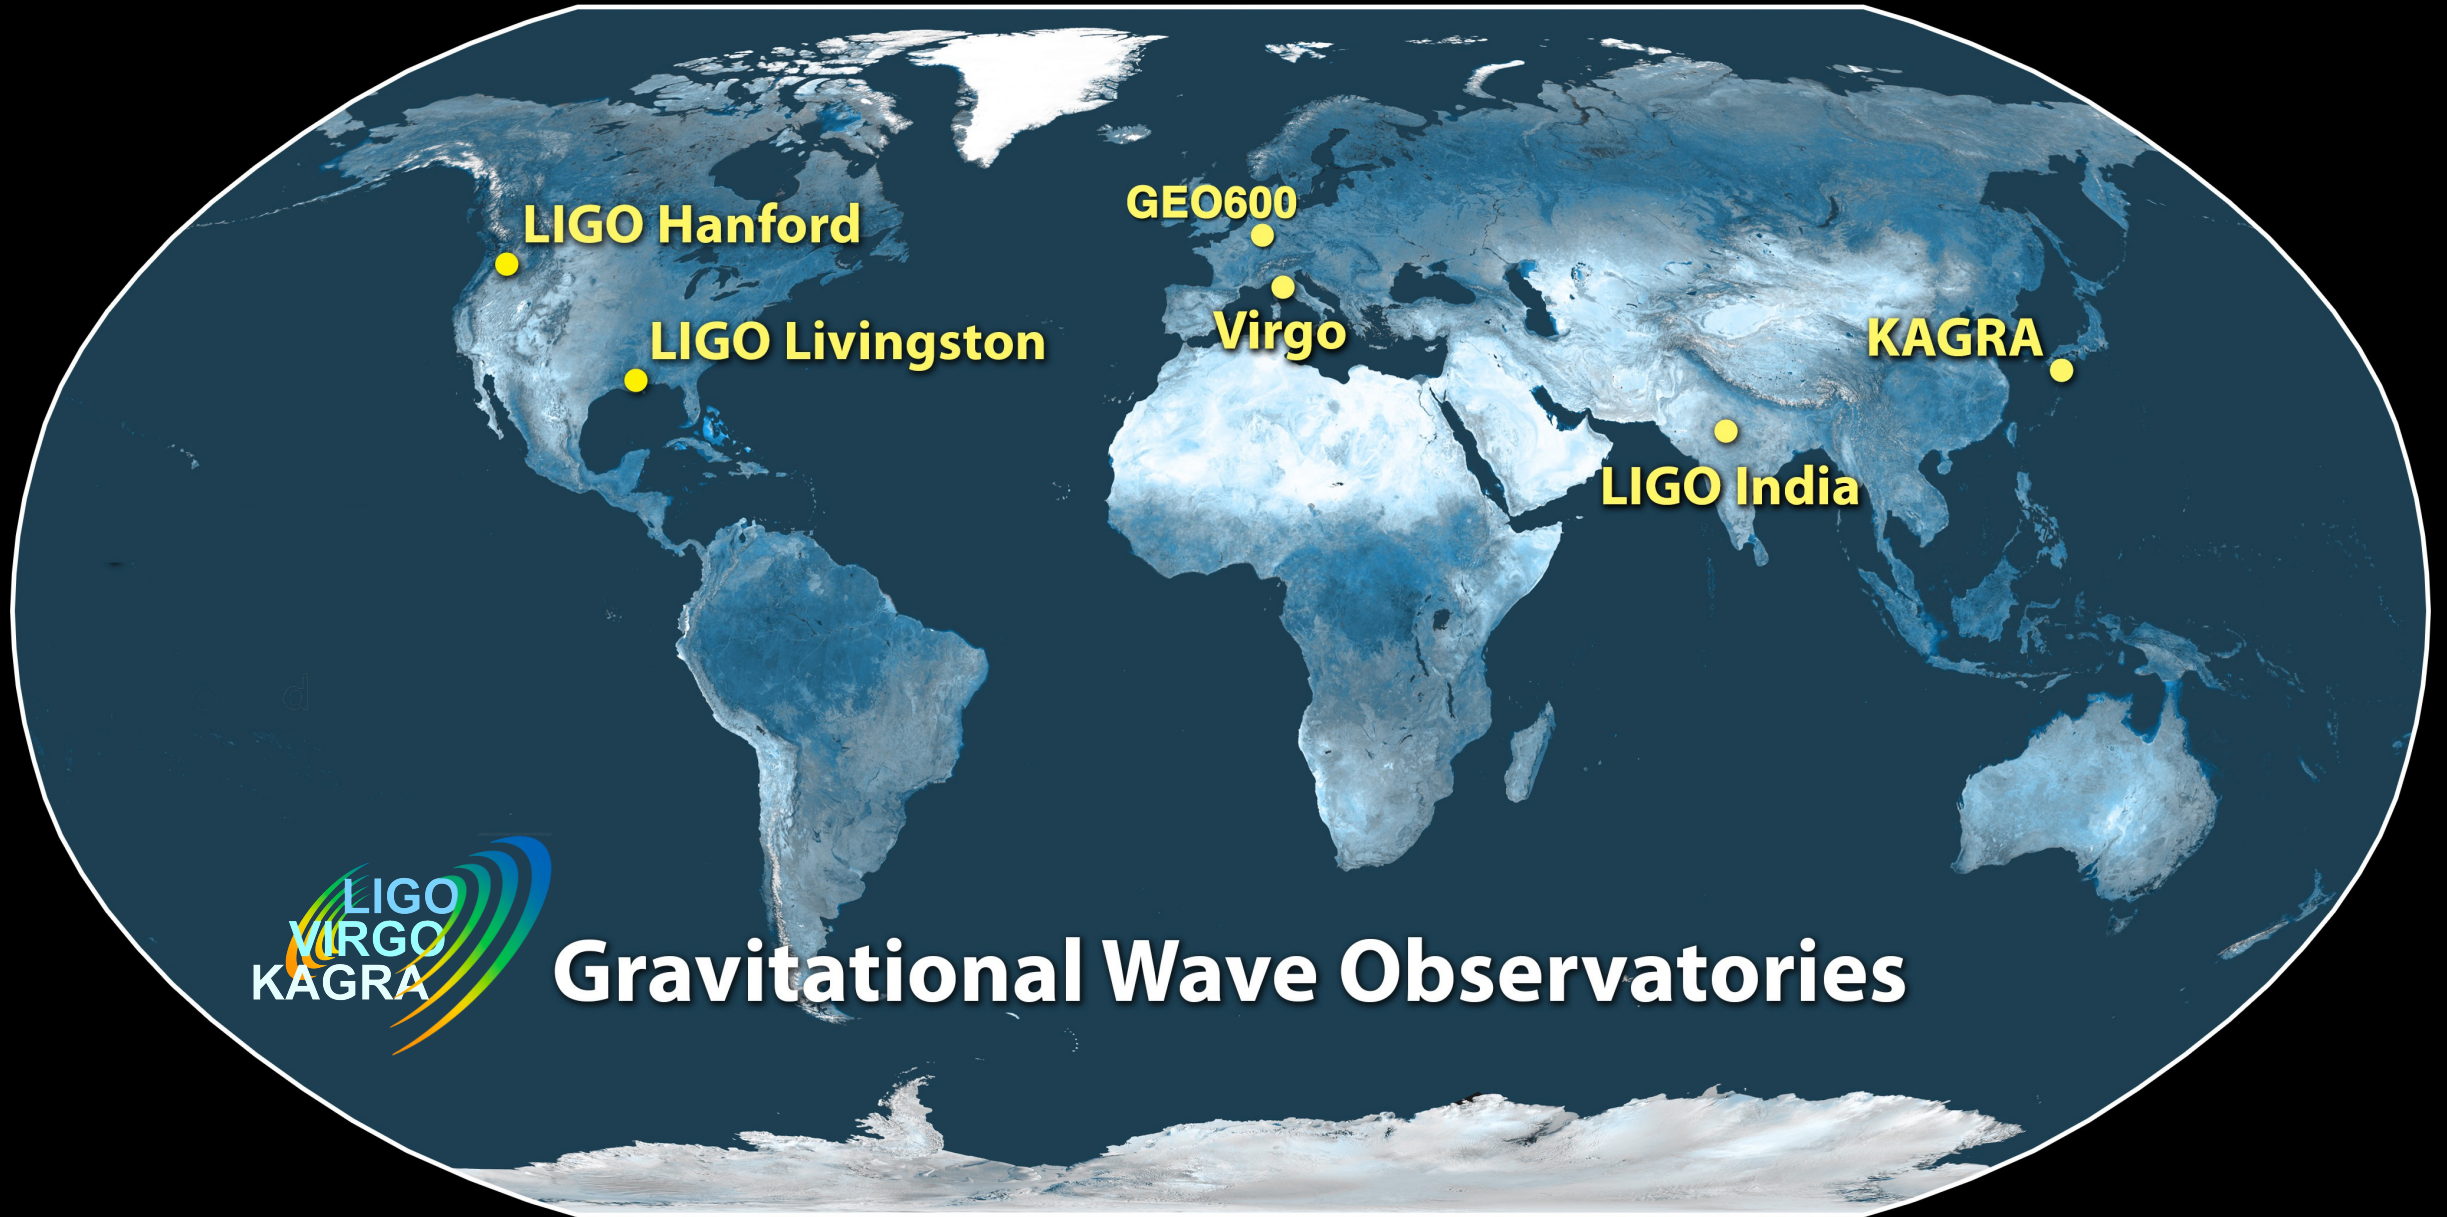 GEO600
LIGO Hanford
Virgo
KAGRA
LIGO Livingston
LIGO India
LIGO
VIRGO
KAGRA
Gravitational Wave Observatories